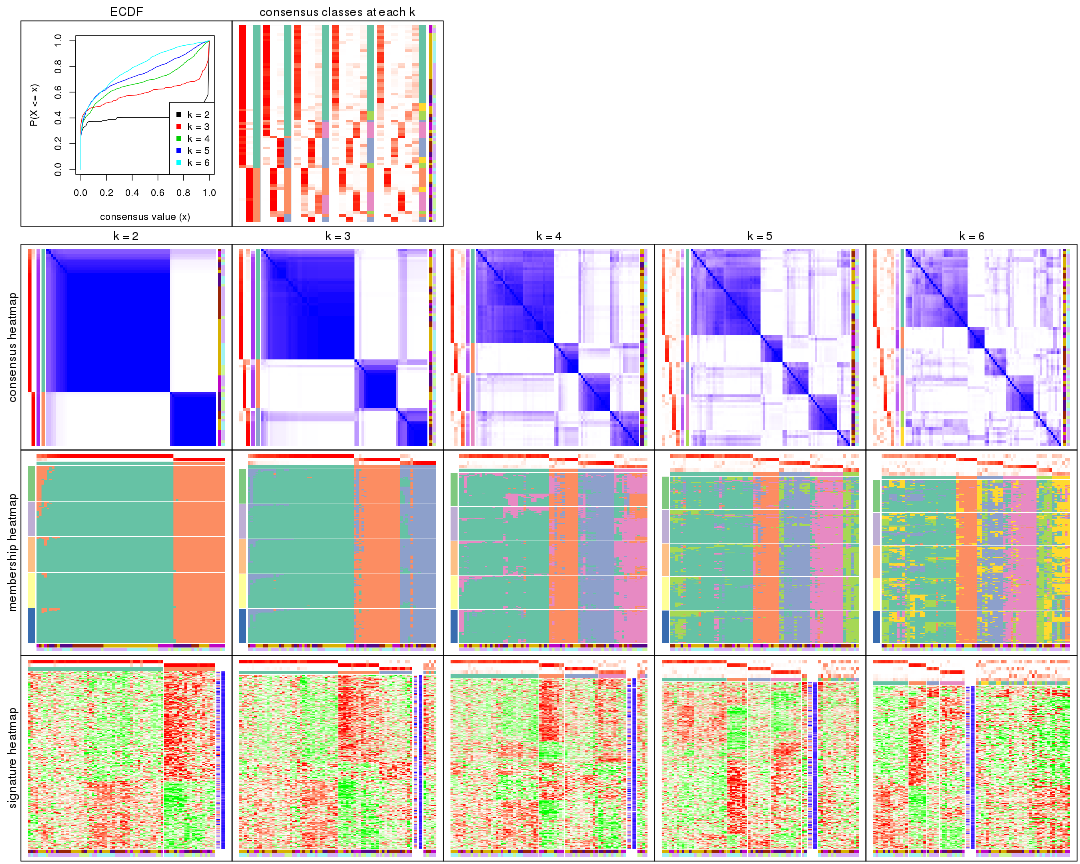 ECDF
consensus classes at each k
P(X <= x)
0.0 0.2 0.4 0.6 0.8 1.0
k = 2
k = 3
k = 4
k = 5
k = 6
0.0 0.2 0.4 0.6 0.8 1.0
consensus value (x)
k = 2 k = 3 k = 4 k = 5 k = 6
consensus heatmap
membership heatmap
signature heatmap